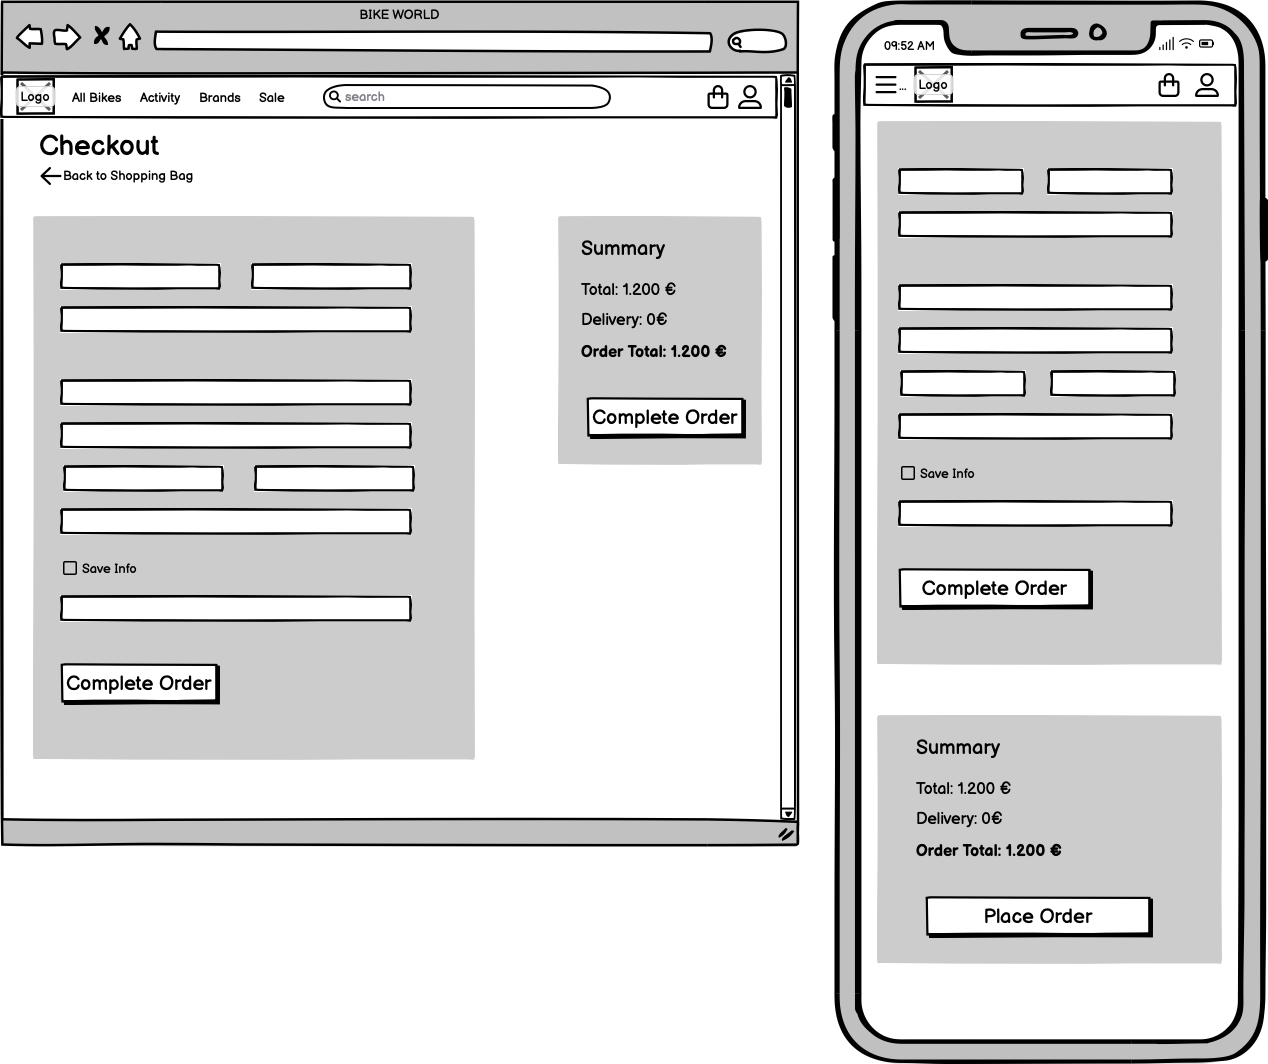 BIKE WORLD
Logo All Bikes Activity Brands Sale search
Checkout
Back to Shopping Bag
Save Info
Complete Order
Summary
Total: 1.200 €
Delivery: 0€
Order Total: 1.200 €
Complete Order
09:52 AM
... Logo
Save Info
Complete Order
Summary
Total: 1.200 €
Delivery: 0€
Order Total: 1.200 €
Place Order